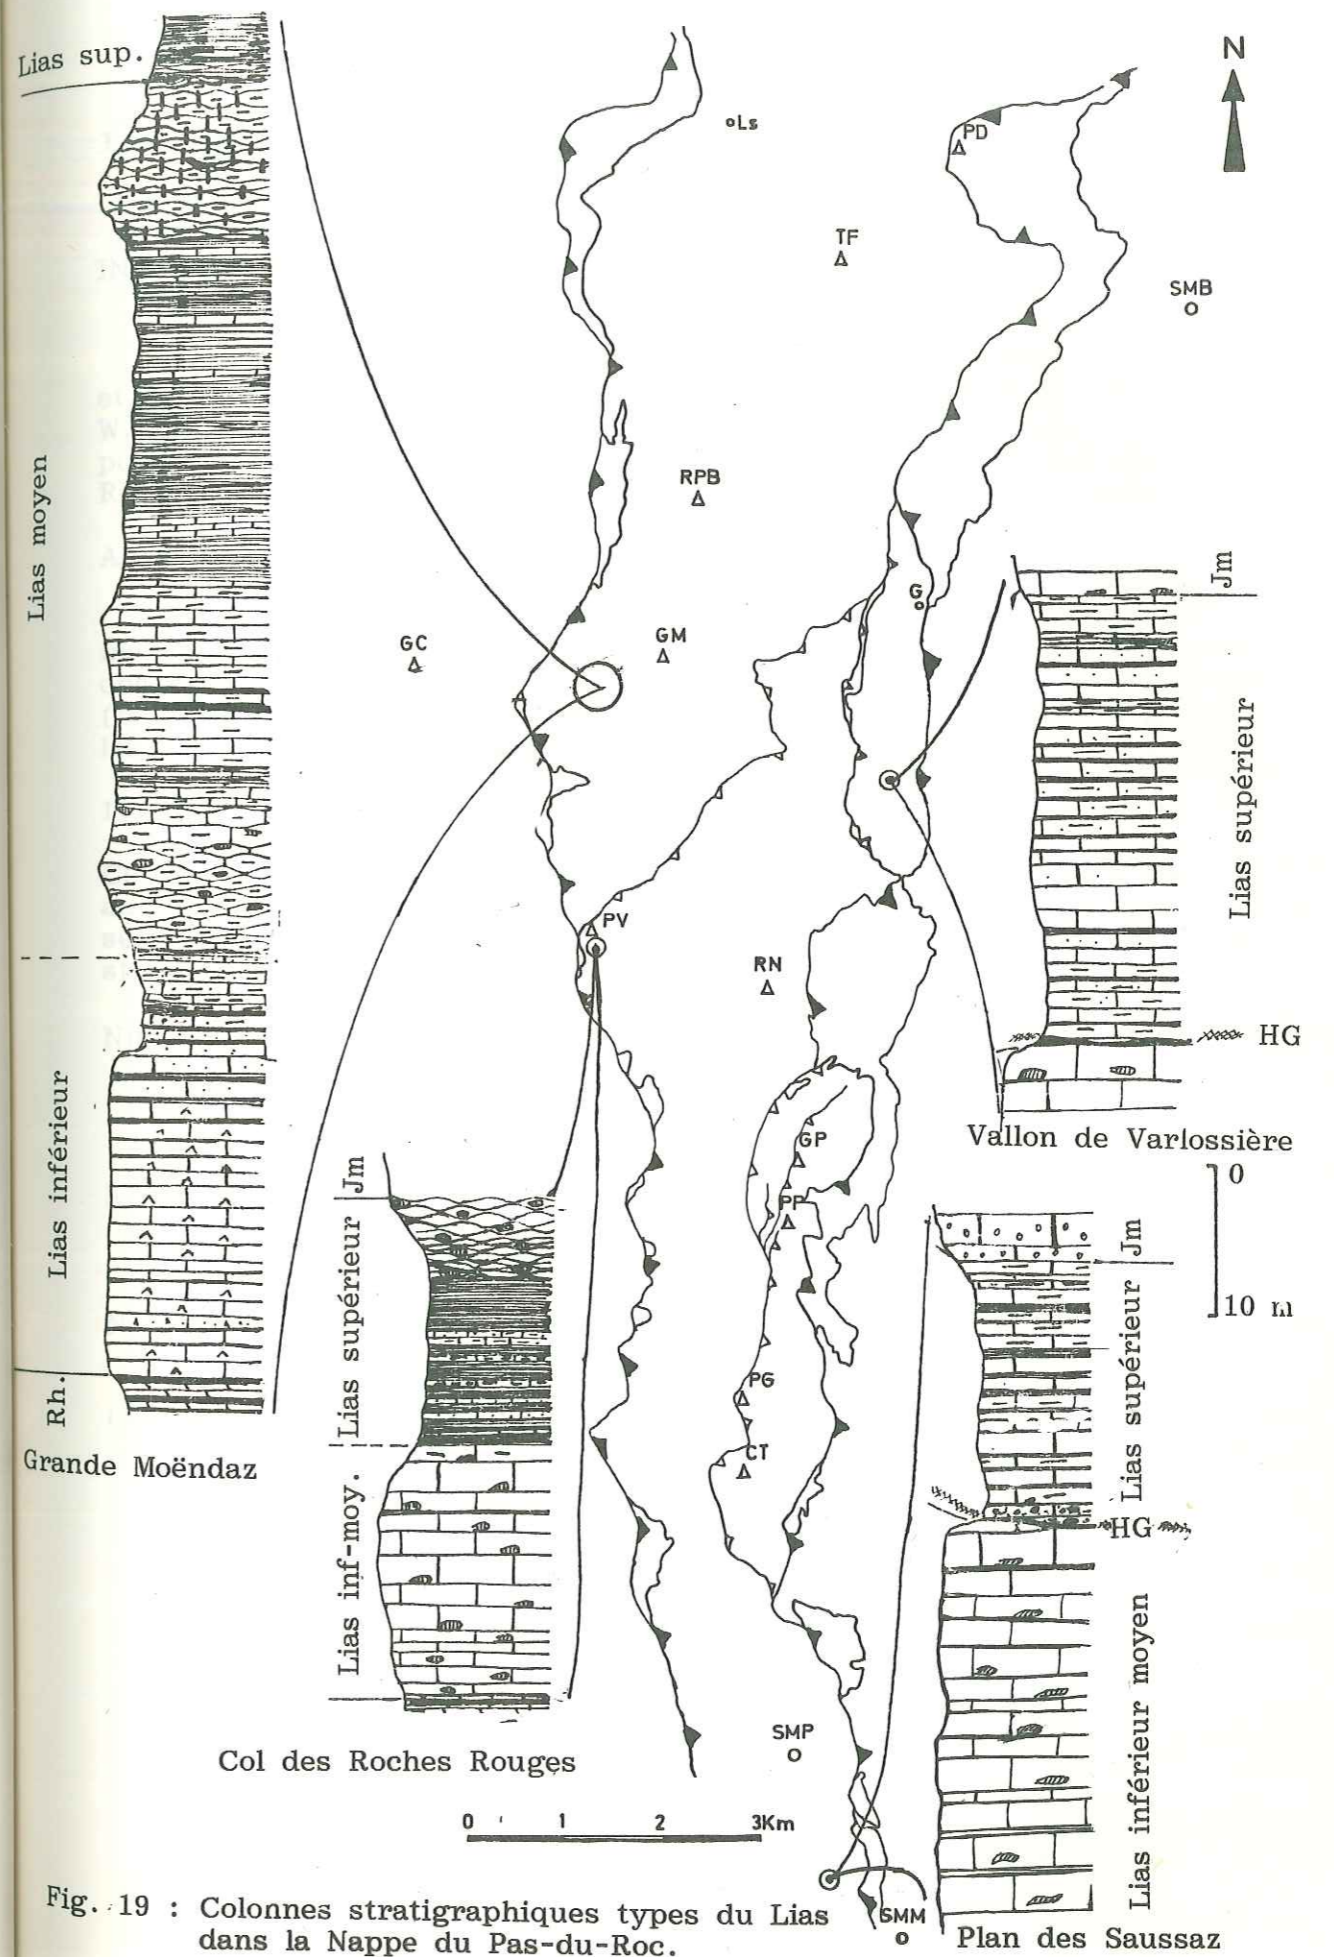 Lias sup.
Lias moyen
Lias inférieur
Rh.
Grande Moëndaz
N
Ls
PD
TF
SMB
RPB
GC
GM
G
PV
RN
GP
PP
PG
CT
SMP
SMM
Jm
Lias supérieur
HG
Vallon de Varlossière
0
10 m
Jm
Lias supérieur
Lias inf-moy.
Col des Roches Rouges
Jm
Lias supérieur
HG
Lias inférieur moyen
Plan des Saussaz
0 1 2 3Km
Fig. 19 : Colonnes stratigraphiques types du Lias
dans la Nappe du Pas-du-Roc.